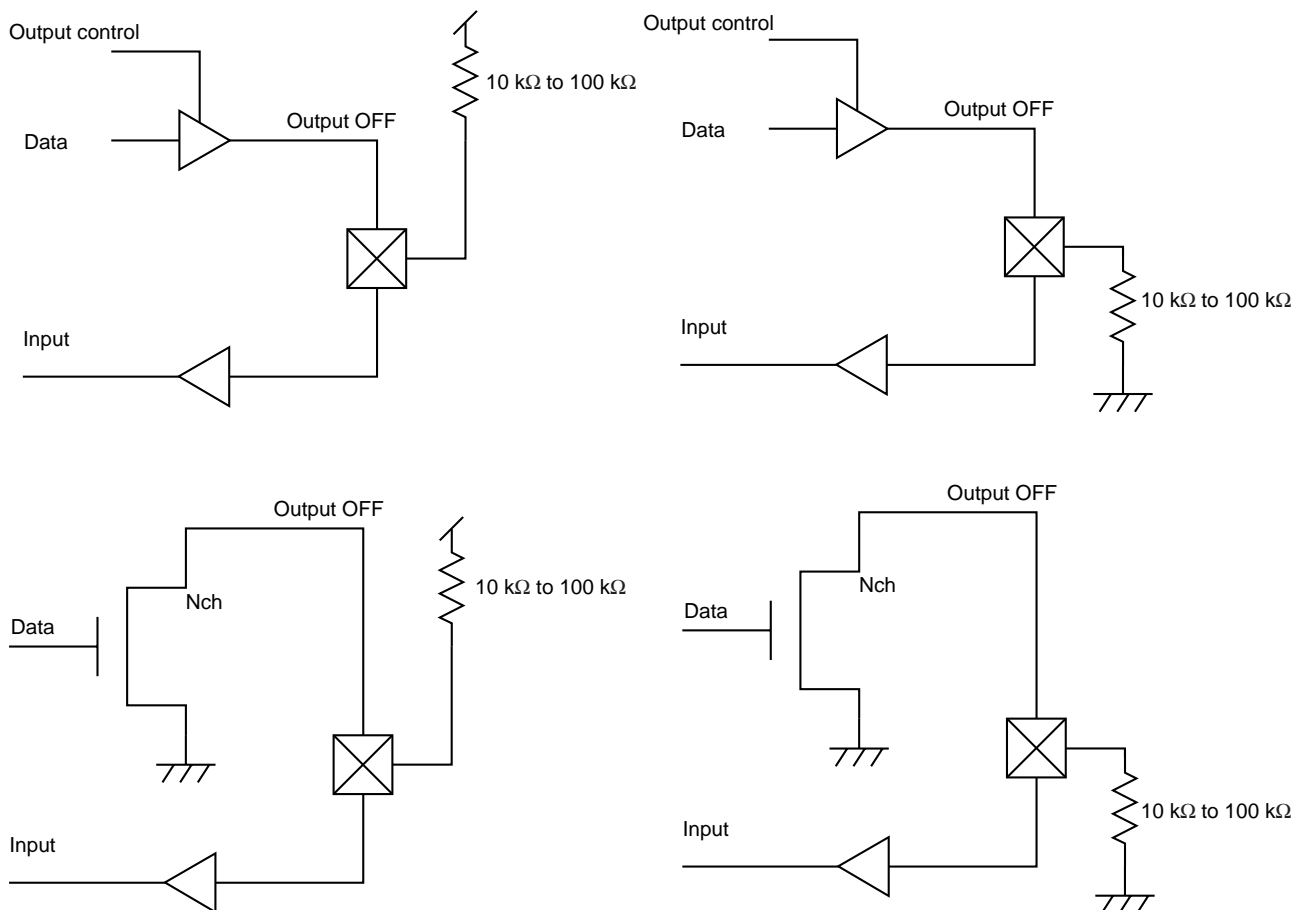 Output control
10 kΩ to 100 kΩ
Output OFF
Data
Input
Output control
Output OFF
Data
10 kΩ to 100 kΩ
Input
Output OFF
10 kΩ to 100 kΩ
Nch
Data
Input
Output OFF
Nch
Data
10 kΩ to 100 kΩ
Input